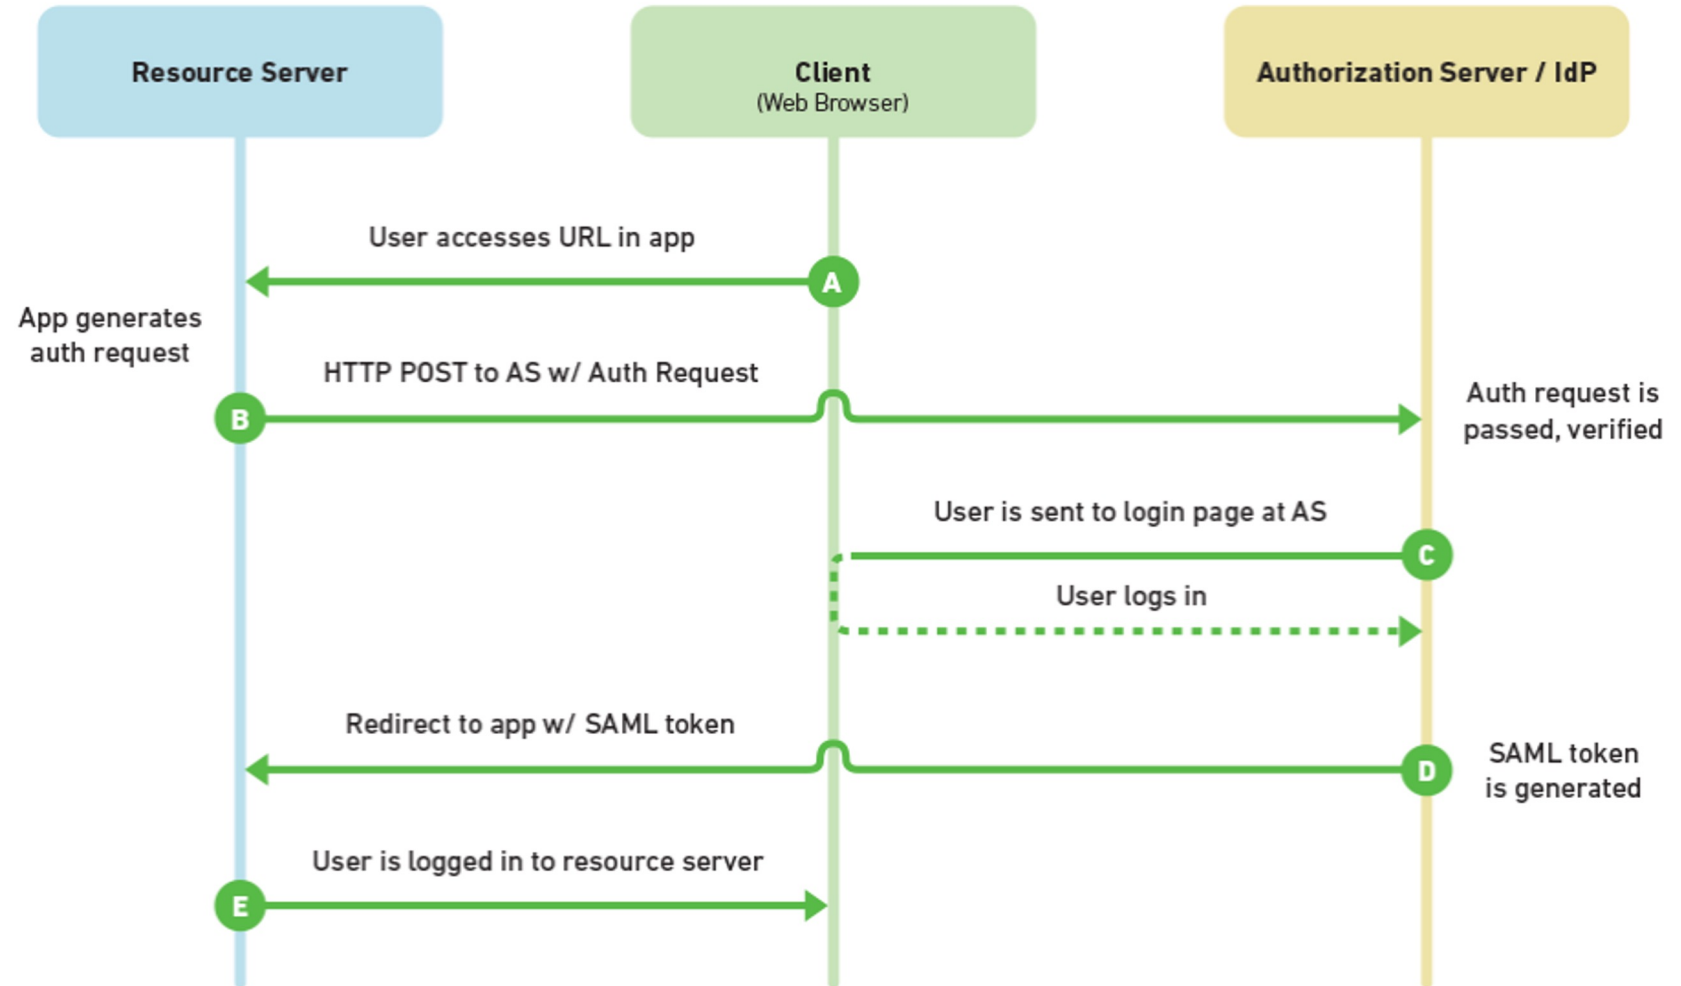 Resource Server
Client
(Web Browser)
Authorization Server / IdP
User accesses URL in app
A
App generates
auth request
HTTP POST to AS w/ Auth Request
B
Auth request is
passed, verified
User is sent to login page at AS
C
User logs in
Redirect to app w/ SAML token
D
SAML token
is generated
User is logged in to resource server
E